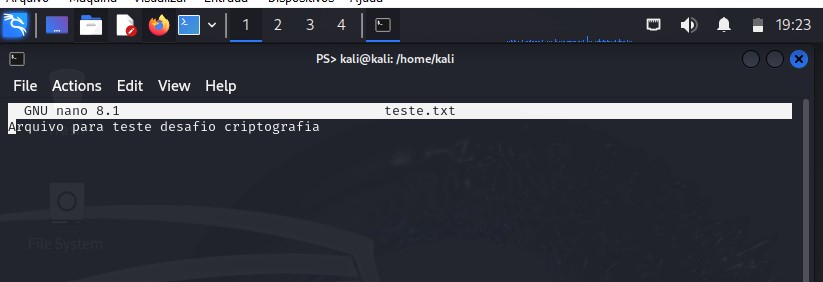 Arquivo Máquina Visualizar Entrada Dispositivos Ajuda
1 2 3 4 19:23
PS> kali@kali: /home/kali
File Actions Edit View Help
GNU nano 8.1 teste.txt
Arquivo para teste desafio criptografia
File System